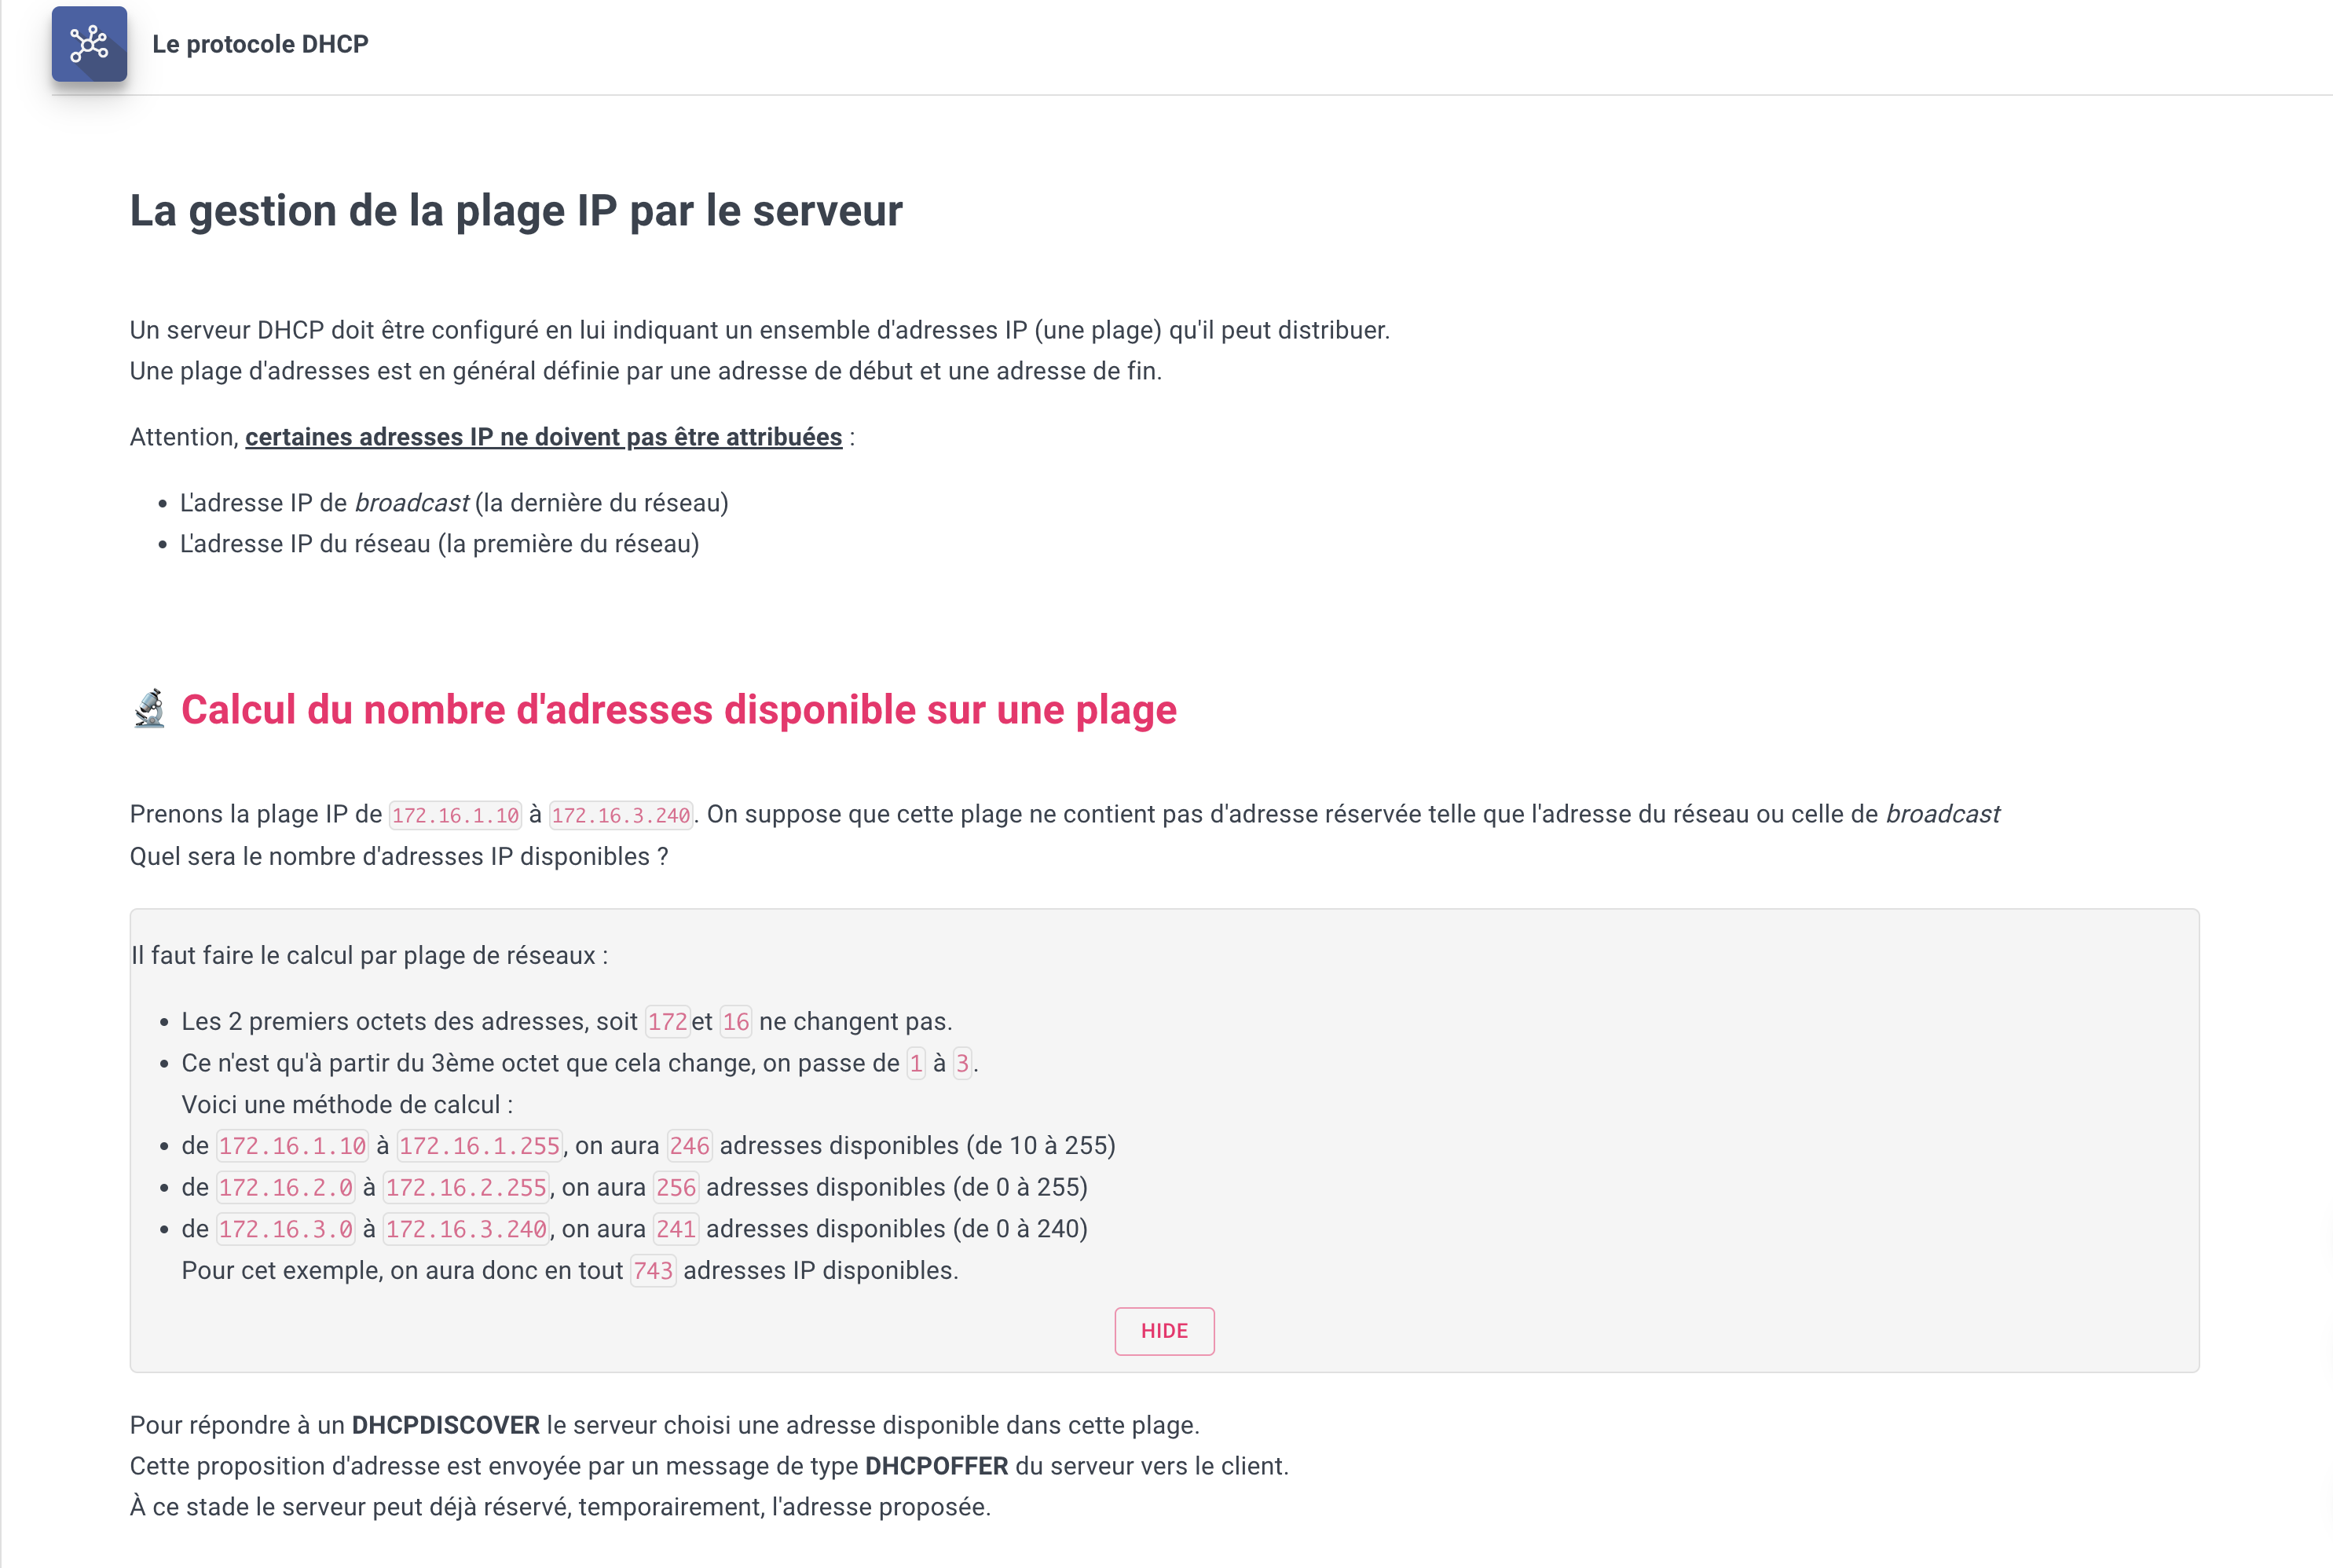 Le protocole DHCP
La gestion de la plage IP par le serveur
Un serveur DHCP doit être configuré en lui indiquant un ensemble d'adresses IP (une plage) qu'il peut distribuer.
Une plage d'adresses est en général définie par une adresse de début et une adresse de fin.
Attention, certaines adresses IP ne doivent pas être attribuées :
• L'adresse IP de broadcast (la dernière du réseau)
• L'adresse IP du réseau (la première du réseau)
🔬 Calcul du nombre d'adresses disponible sur une plage
Prenons la plage IP de 172.16.1.10 à 172.16.3.240. On suppose que cette plage ne contient pas d'adresse réservée telle que l'adresse du réseau ou celle de broadcast
Quel sera le nombre d'adresses IP disponibles ?
Il faut faire le calcul par plage de réseaux :
• Les 2 premiers octets des adresses, soit 172et 16 ne changent pas.
• Ce n'est qu'à partir du 3ème octet que cela change, on passe de 1 à 3.
Voici une méthode de calcul :
• de 172.16.1.10 à 172.16.1.255, on aura 246 adresses disponibles (de 10 à 255)
• de 172.16.2.0 à 172.16.2.255, on aura 256 adresses disponibles (de 0 à 255)
• de 172.16.3.0 à 172.16.3.240, on aura 241 adresses disponibles (de 0 à 240)
Pour cet exemple, on aura donc en tout 743 adresses IP disponibles.
HIDE
Pour répondre à un DHCPDISCOVER le serveur choisi une adresse disponible dans cette plage.
Cette proposition d'adresse est envoyée par un message de type DHCPOFFER du serveur vers le client.
À ce stade le serveur peut déjà réservé, temporairement, l'adresse proposée.